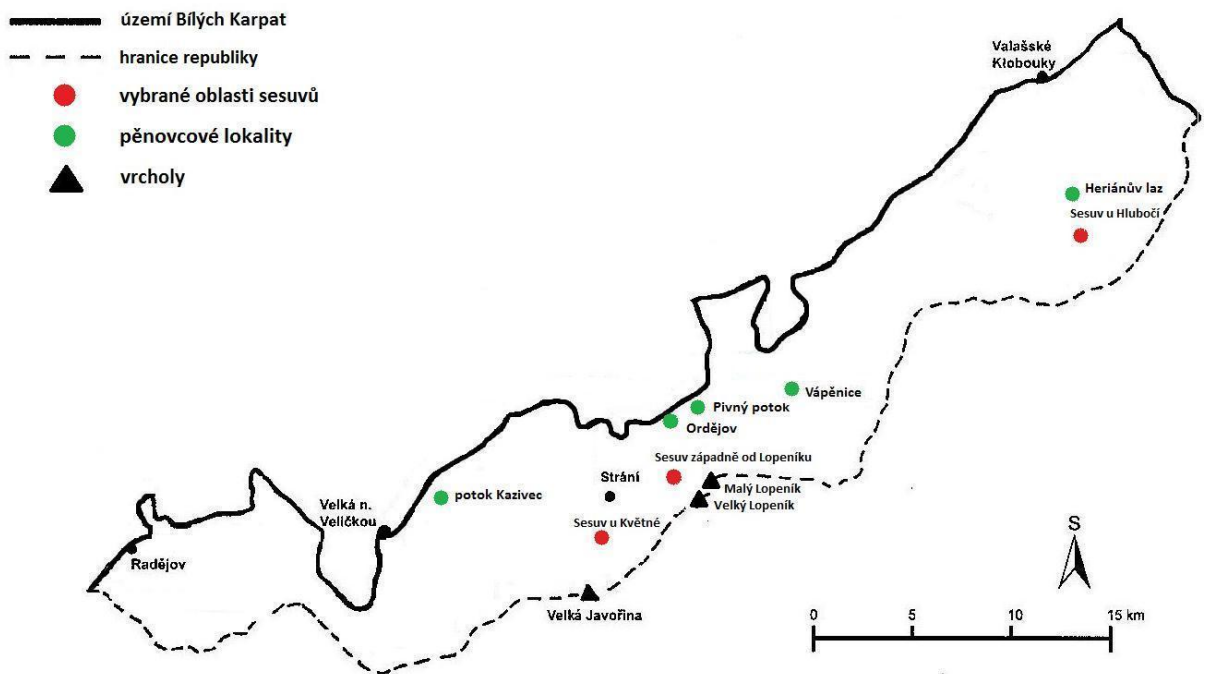 území Bílých Karpat
hranice republiky
vybrané oblasti sesuvů
pěnovcové lokality
vrcholy
Valašské
Kłobouky
Heriánův laz
Sesuv u Hlubočí
Vápěnice
Pivný potok
Ordějov
Sesuv západně od Lopeníku
Strání
Malý Lopeník
Velký Lopeník
potok Kazivec
Velká n.
Veličkou
Sesuv u Květné
Radějov
Velká Javořina
S
0 5 10 15 km